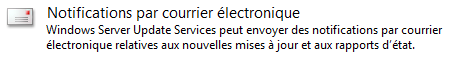 Notifications par courrier électronique
Windows Server Update Services peut envoyer des notifications par courrier
électronique relatives aux nouvelles mises à jour et aux rapports d'état.